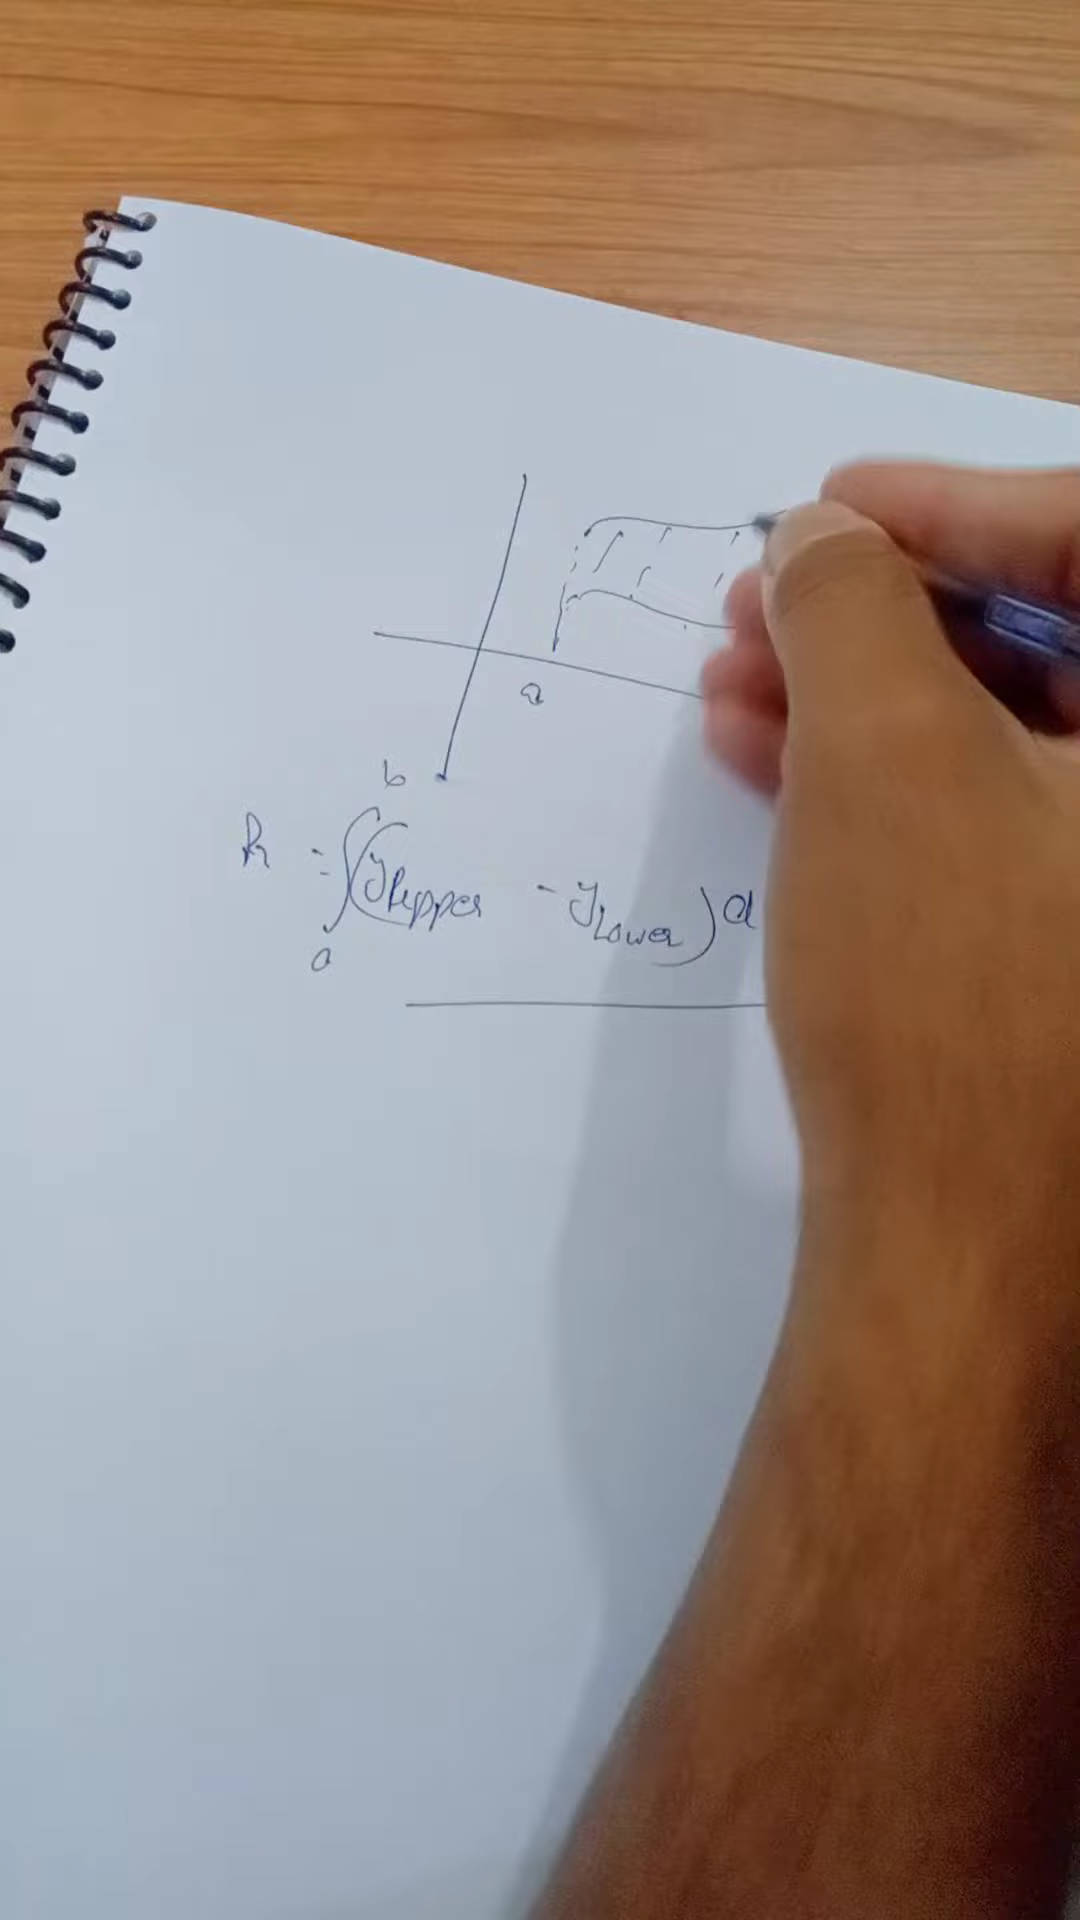 a
b
R = ∫(yupper - yLower) d
a